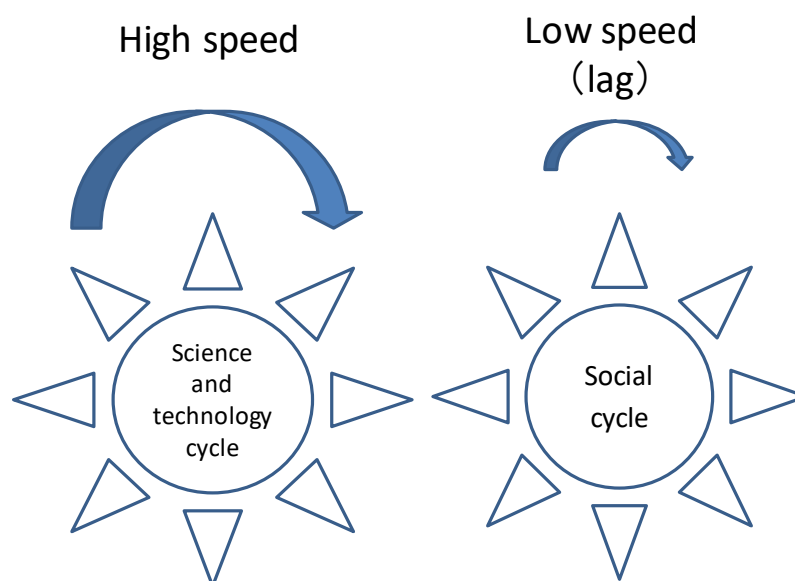 High speed
Low speed
（lag）
Science
and
technology
cycle
Social
cycle